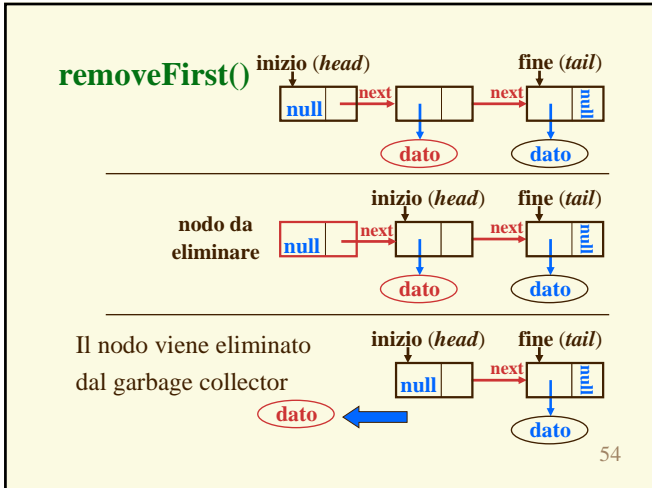 removeFirst()
inizio (head)
fine (tail)
null
next
next
null
dato
dato
inizio (head)
fine (tail)
nodo da
eliminare
null
next
next
null
dato
dato
Il nodo viene eliminato
dal garbage collector
inizio (head)
fine (tail)
null
next
null
dato
dato
54